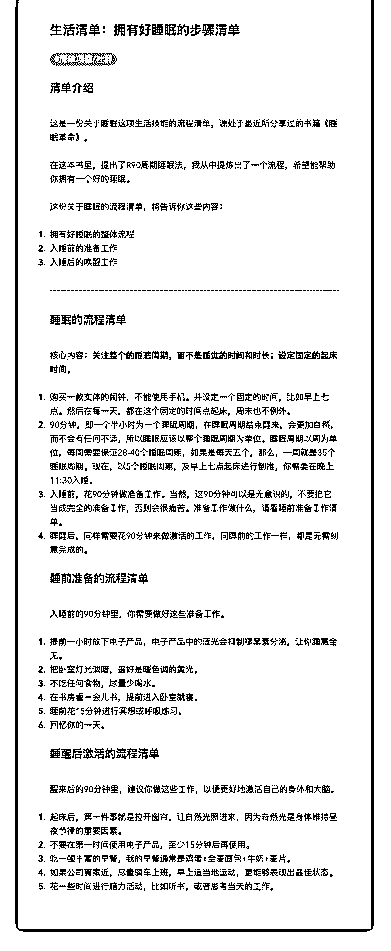 生活清单：拥有好睡眠的步骤清单
清单介绍
这是一份关于睡眠这项生活技能的流程清单，源处于最近所分享过的书籍《睡
眠革命》。
在这本书里，提出了R90周期睡眠法，我从中提炼出了一个流程，希望能帮助
你拥有一个好的睡眠。
这份关于睡眠的流程清单，将告诉你这些内容：
1. 拥有好睡眠的整体流程
2. 入睡前的准备工作
3. 入睡后的唤醒工作
睡眠的流程清单
核心内容：关注整个的睡眠周期，而不是睡觉的时间和时长；设定固定的起床
时间。
1. 购买一款实体的闹钟，不能使用手机。并设定一个固定的时间，比如早上七
点。然后在每一天，都在这个固定的时间点起床，周末也不例外。
2. 90分钟，即一个半小时为一个睡眠周期，在睡眠周期结束醒来，会更加自然，
而不会有任何不适，所以睡眠应该以整个睡眠周期为单位。睡眠周期以周为单
位，每周需要保证28-40个睡眠周期，如果是每天五个，那么，一周就是35个
睡眠周期。现在，以5个睡眠周期，及早上七点起床进行倒推，你需要在晚上
11:30入睡。
3. 入睡前，花90分钟做准备工作。当然，这90分钟可以是无意识的，不要把它
当成完全的准备工作，否则会很痛苦。准备工作做什么，请看睡前准备工作清
单。
4. 睡醒后，同样需要花90分钟来做激活的工作。同睡前的工作一样，都是无需刻
意完成的。
睡前准备的流程清单
入睡前的90分钟里，你需要做好这些准备工作。
1. 提前一小时放下电子产品，电子产品中的蓝光会抑制褪黑素分泌，让你睡意全
无。
2. 把卧室灯光调暗，最好是暖色调的黄光。
3. 不吃任何食物，尽量少喝水。
4. 在书房看一会儿书，提前进入卧室就寝。
5. 睡前花15分钟进行冥想或呼吸练习。
6. 回忆你的一天。
睡醒后激活的流程清单
醒来后的90分钟里，建议你做这些工作，以便更好地激活自己的身体和大脑。
1. 起床后，第一件事就是拉开窗帘，让自然光照进来，因为自然光是身体维持昼
夜节律的重要因素。
2. 不要在第一时间使用电子产品，至少15分钟后再使用。
3. 吃一顿丰富的早餐，我的早餐通常是鸡蛋+全麦面包+牛奶+麦片。
4. 如果公司离家近，尽量骑车上班，早上适当地运动，更能够表现出最佳状态。
5. 花一些时间进行脑力活动，比如听书，或者思考当天的工作。